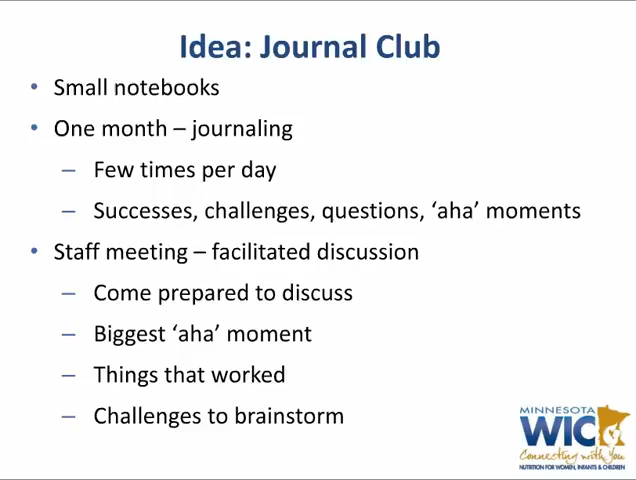 Idea: Journal Club
• Small notebooks
• One month – journaling
– Few times per day
– Successes, challenges, questions, ‘aha’ moments
• Staff meeting – facilitated discussion
– Come prepared to discuss
– Biggest ‘aha’ moment
– Things that worked
– Challenges to brainstorm
MINNESOTA
WIC
Connecting with You
NUTRITION FOR WOMEN, INFANTS & CHILDREN